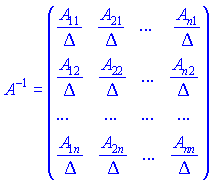 A⁻¹ = ( A₁₁/Δ A₂₁/Δ ... Aₙ₁/Δ
A₁₂/Δ A₂₂/Δ ... Aₙ₂/Δ
... ... ... ...
A₁ₙ/Δ A₂ₙ/Δ ... Aₙₙ/Δ )